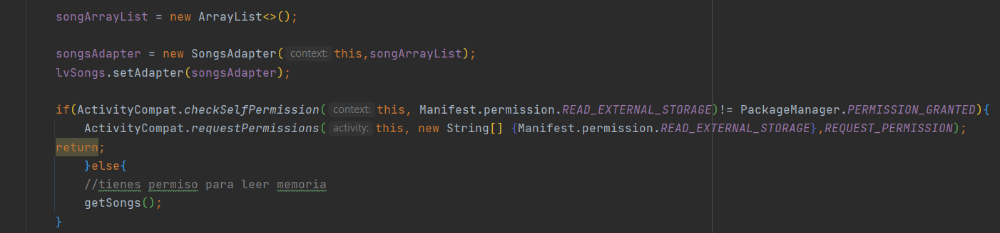 songArrayList = new ArrayList<>();
songsAdapter = new SongsAdapter( context: this,songArrayList);
lvSongs.setAdapter(songsAdapter);
if(ActivityCompat.checkSelfPermission( context: this, Manifest.permission.READ_EXTERNAL_STORAGE)!= PackageManager.PERMISSION_GRANTED){
ActivityCompat.requestPermissions( activity: this, new String[] {Manifest.permission.READ_EXTERNAL_STORAGE},REQUEST_PERMISSION);
return;
}else{
//tienes permiso para leer memoria
getSongs();
}